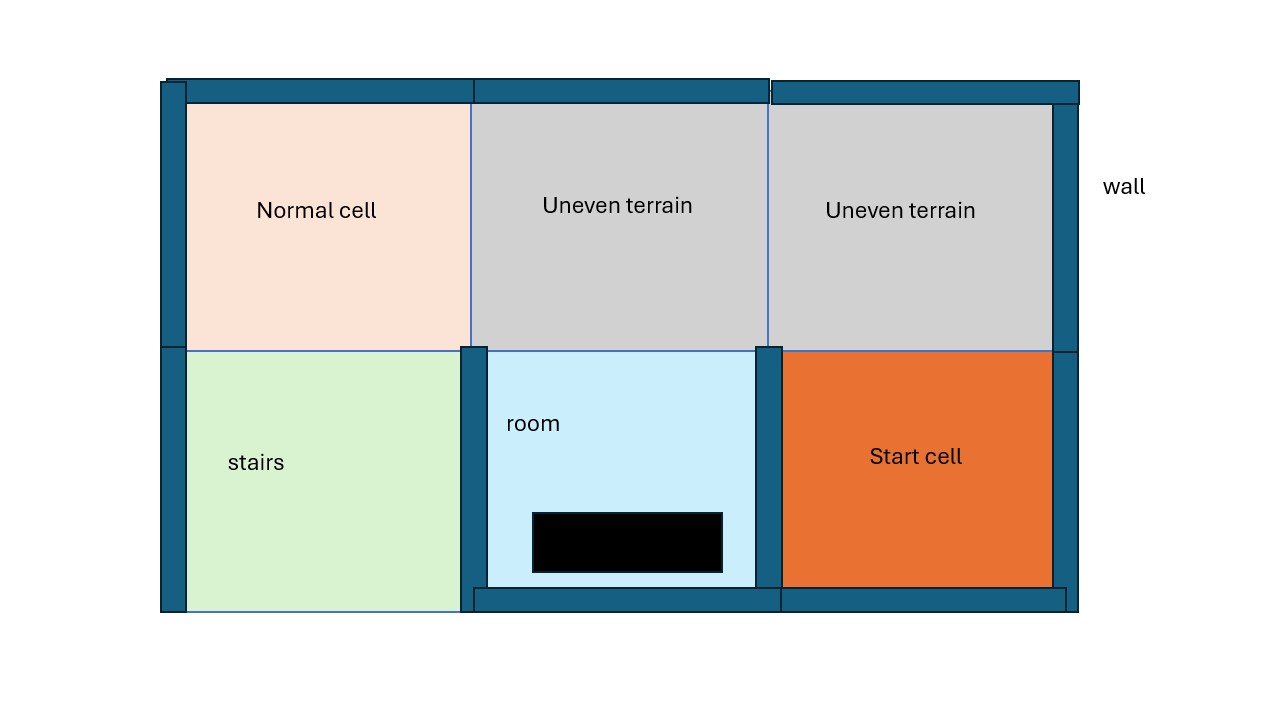 Normal cell
Uneven terrain
Uneven terrain
wall
stairs
room
Start cell